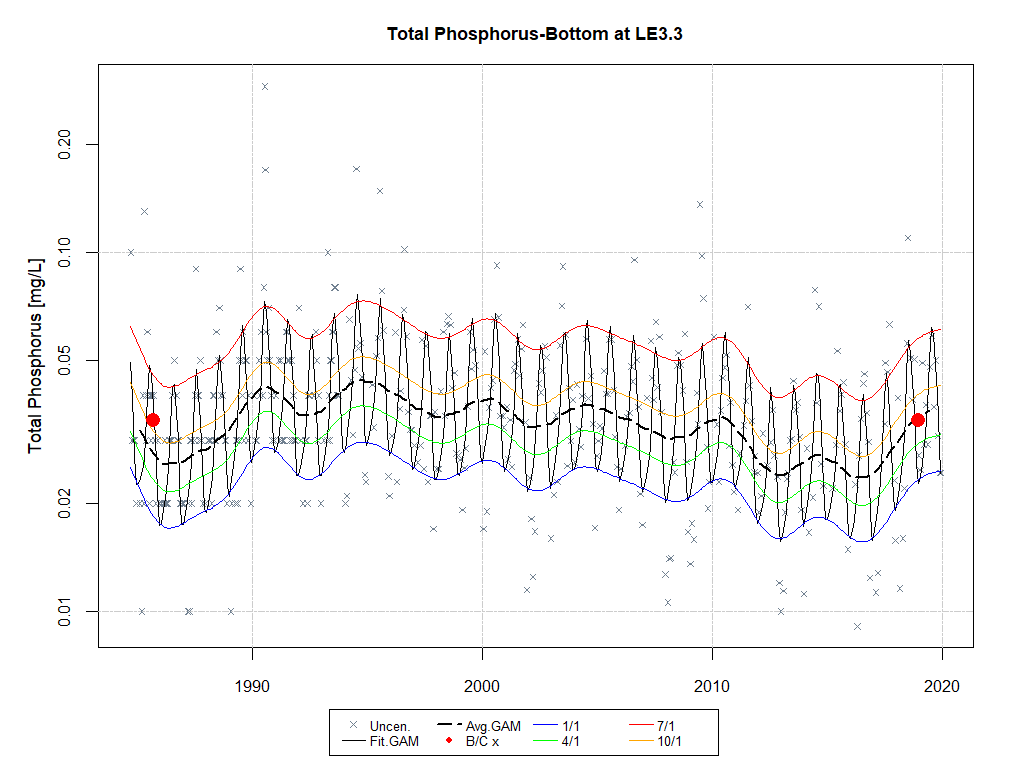 Total Phosphorus-Bottom at LE3.3
Total Phosphorus [mg/L]
0.20
0.10
0.05
0.02
0.01
1990 2000 2010 2020
Uncen. Avg.GAM 1/1 7/1
Fit.GAM B/C x 4/1 10/1